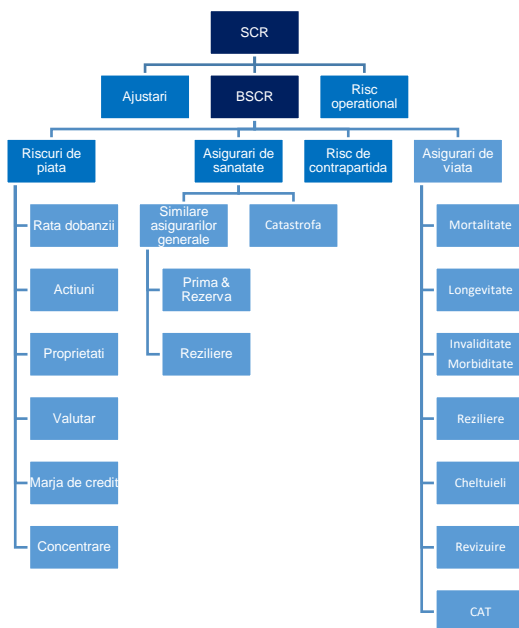 SCR
Ajustari
BSCR
Risc
operational
Riscuri de
piata
Asigurari de
sanatate
Risc de
contrapartida
Asigurari de
viata
Rata dobanzii
Actiuni
Proprietati
Valutar
Marja de credit
Concentrare
Similare
asigurarilor
generale
Catastrofa
Prima &
Rezerva
Reziliere
Mortalitate
Longevitate
Invaliditate
Morbiditate
Reziliere
Cheltuieli
Revizuire
CAT